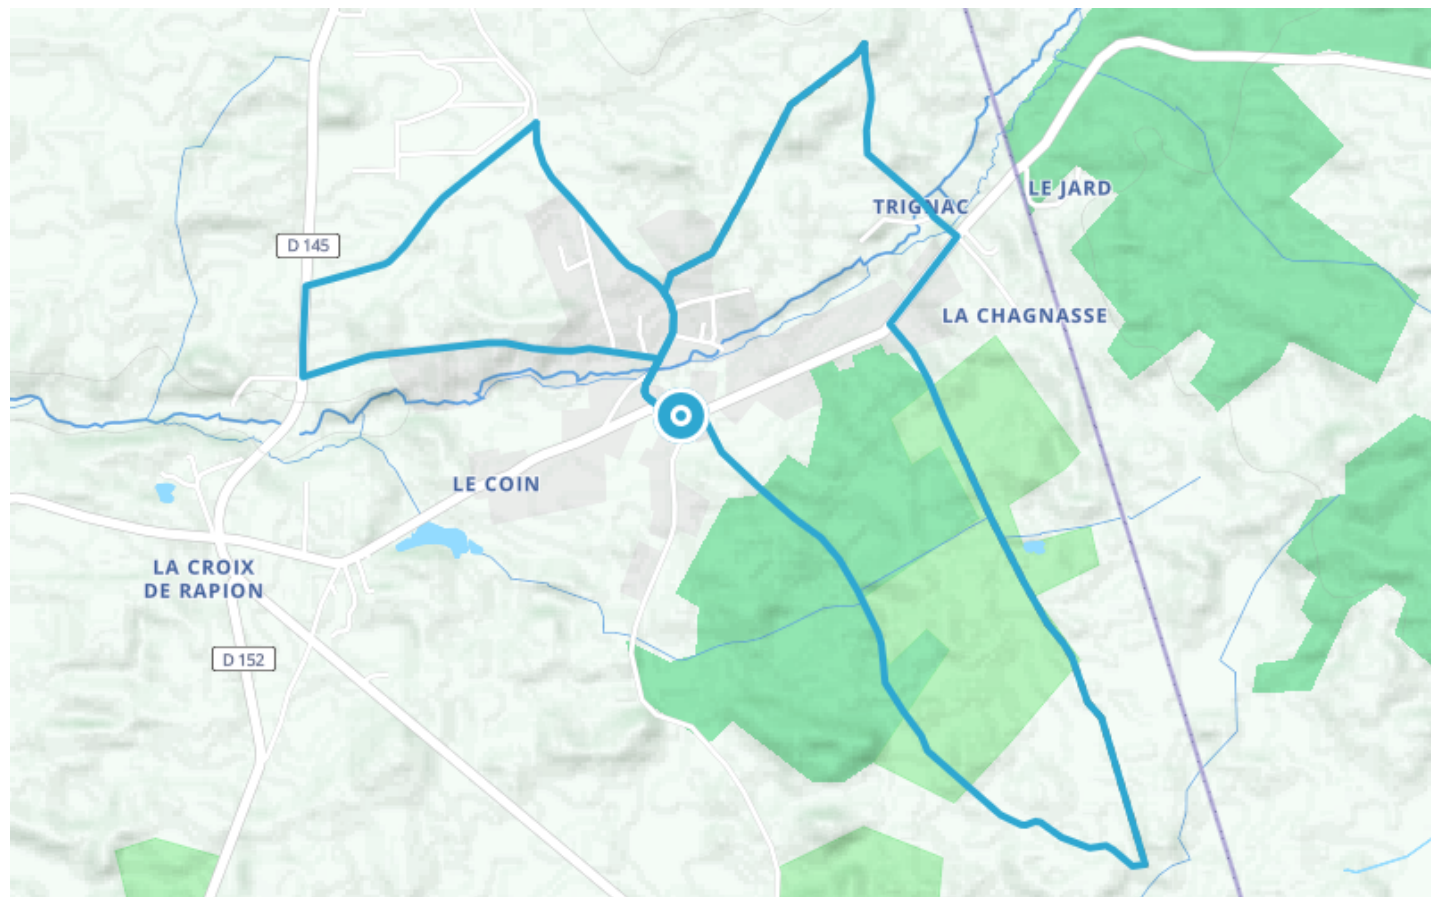 LE JARD
TRIGNAC
D 145
LA CHAGNASSE
LE COIN
LA CROIX
DE RAPION
D 152